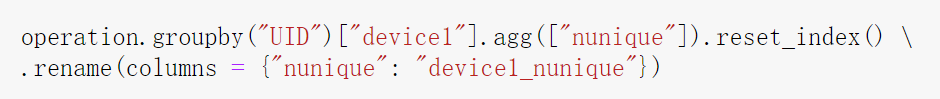 operation.groupby("UID")["device1"].agg(["nunique"]).reset_index() \
.rename(columns = {"nunique": "device1_nunique"})